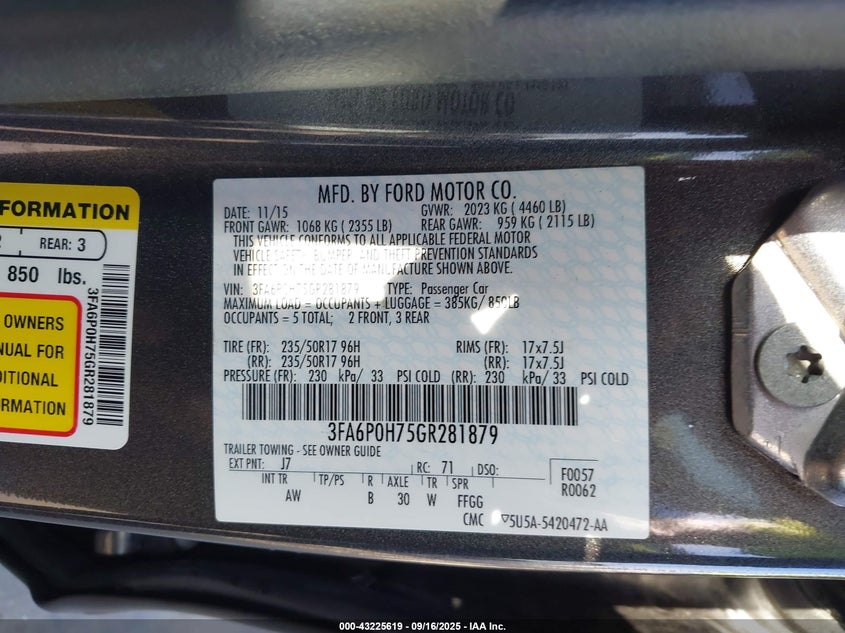 FORMATION
REAR: 3
850 lbs.
OWNERS
NUAL FOR
DITIONAL
ORMATION
3FA6P0H75GR281879
MFD. BY FORD MOTOR CO.
DATE: 11/15 GVWR: 2023 KG ( 4460 LB)
FRONT GAWR: 1068 KG ( 2355 LB) REAR GAWR: 959 KG ( 2115 LB)
THIS VEHICLE CONFORMS TO ALL APPLICABLE FEDERAL MOTOR
VEHICLE SAFETY, BUMPER, AND THEFT PREVENTION STANDARDS
IN EFFECT ON THE DATE OF MANUFACTURE SHOWN ABOVE.
VIN: 3FA6P0H75GR281879 TYPE: Passenger Car
MAXIMUM LOAD = OCCUPANTS + LUGGAGE = 385KG/ 850LB
OCCUPANTS = 5 TOTAL; 2 FRONT, 3 REAR
TIRE (FR): 235/50R17 96H RIMS (FR): 17x7.5J
(RR): 235/50R17 96H (RR): 17x7.5J
PRESSURE (FR): 230 kPa/ 33 PSI COLD (RR): 230 kPa/ 33 PSI COLD
3FA6P0H75GR281879
TRAILER TOWING - SEE OWNER GUIDE
EXT PNT: J7 RC: 71 DSO: F0057
INT TR TP/PS R AXLE TR SPR R0062
AW B 30 W FFGG
CMC 5U5A-5420472-AA
000-43225619 - 09/16/2025 - IAA Inc.